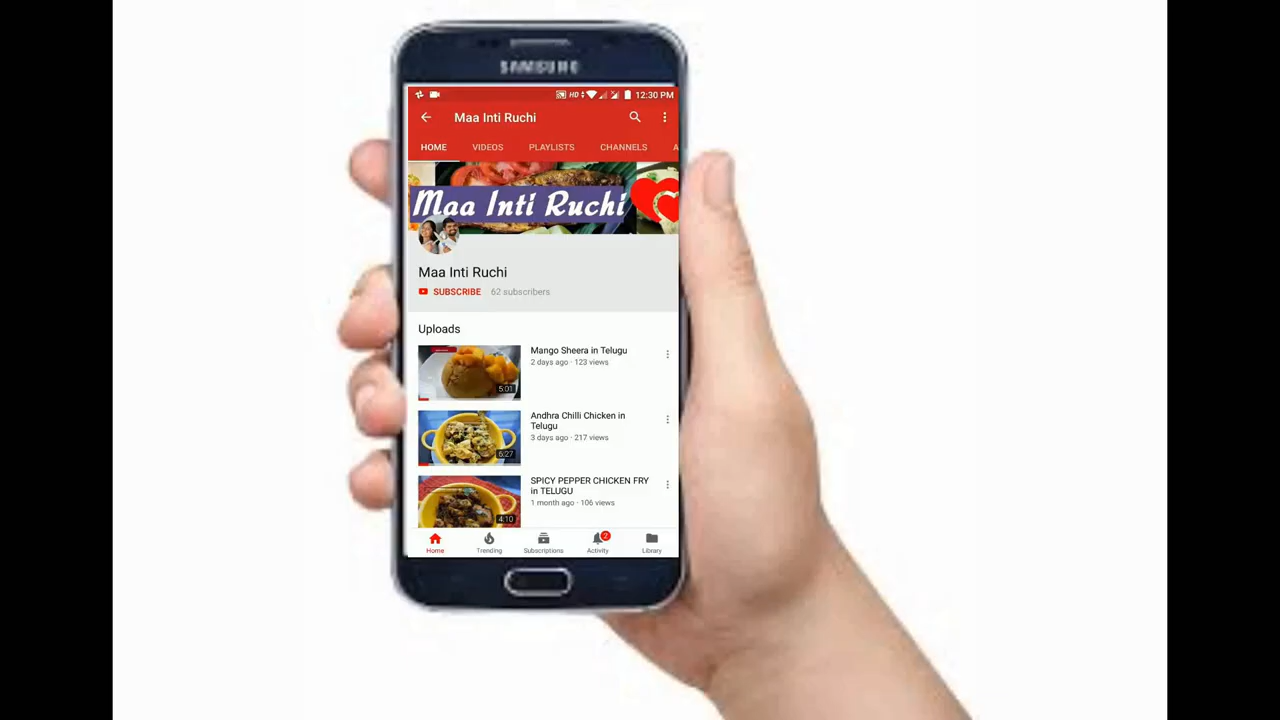 SAMSUNG
HD 12:30 PM
Maa Inti Ruchi
HOME VIDEOS PLAYLISTS CHANNELS A
Maa Inti Ruchi
Maa Inti Ruchi
SUBSCRIBE 62 subscribers
Uploads
Mango Sheera in Telugu
2 days ago · 123 views
5:01
Andhra Chilli Chicken in
Telugu
3 days ago · 217 views
6:27
SPICY PEPPER CHICKEN FRY
in TELUGU
1 month ago · 106 views
4:10
2
Home Trending Subscriptions Activity Library